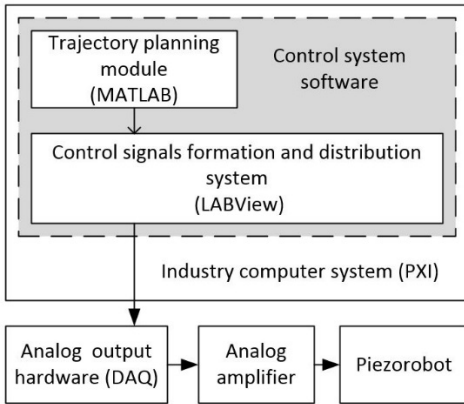 Trajectory planning
module
(MATLAB)
Control system
software
Control signals formation and distribution
system
(LABView)
Industry computer system (PXI)
Analog output
hardware (DAQ)
Analog
amplifier
Piezorobot